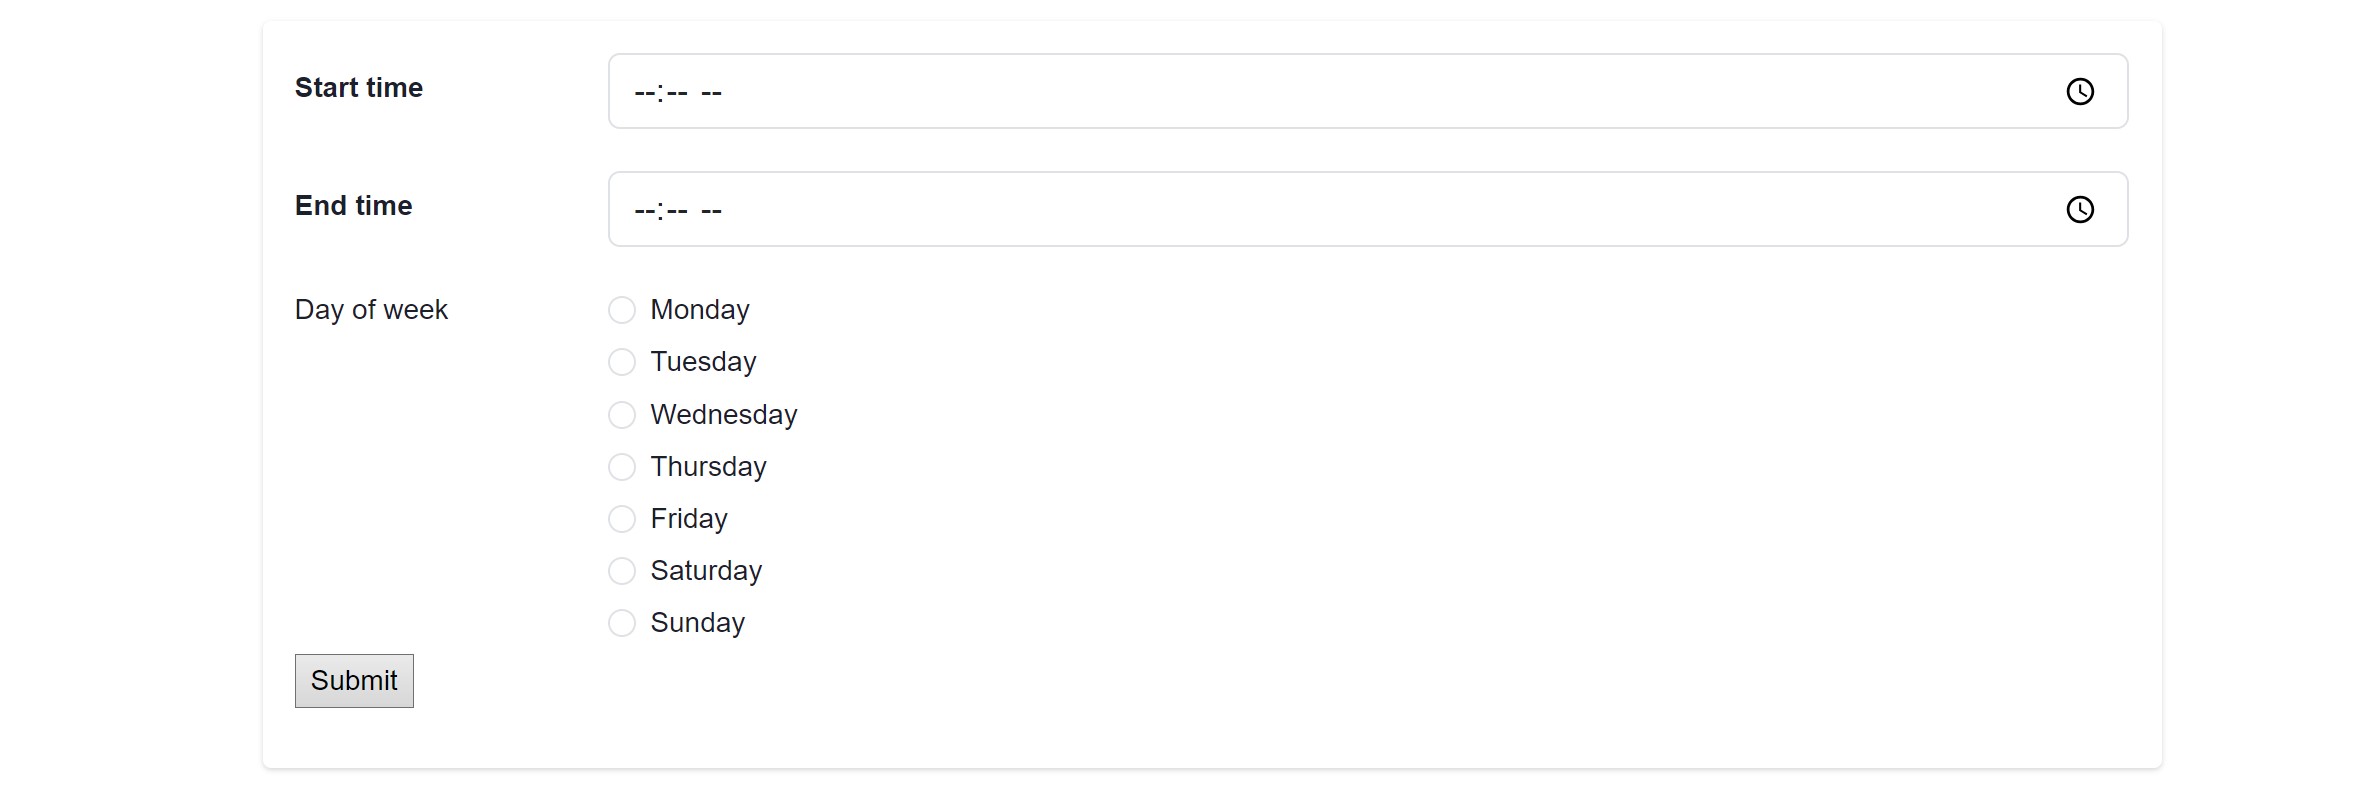 Start time
--:-- --
End time
--:-- --
Day of week
Monday
Tuesday
Wednesday
Thursday
Friday
Saturday
Sunday
Submit